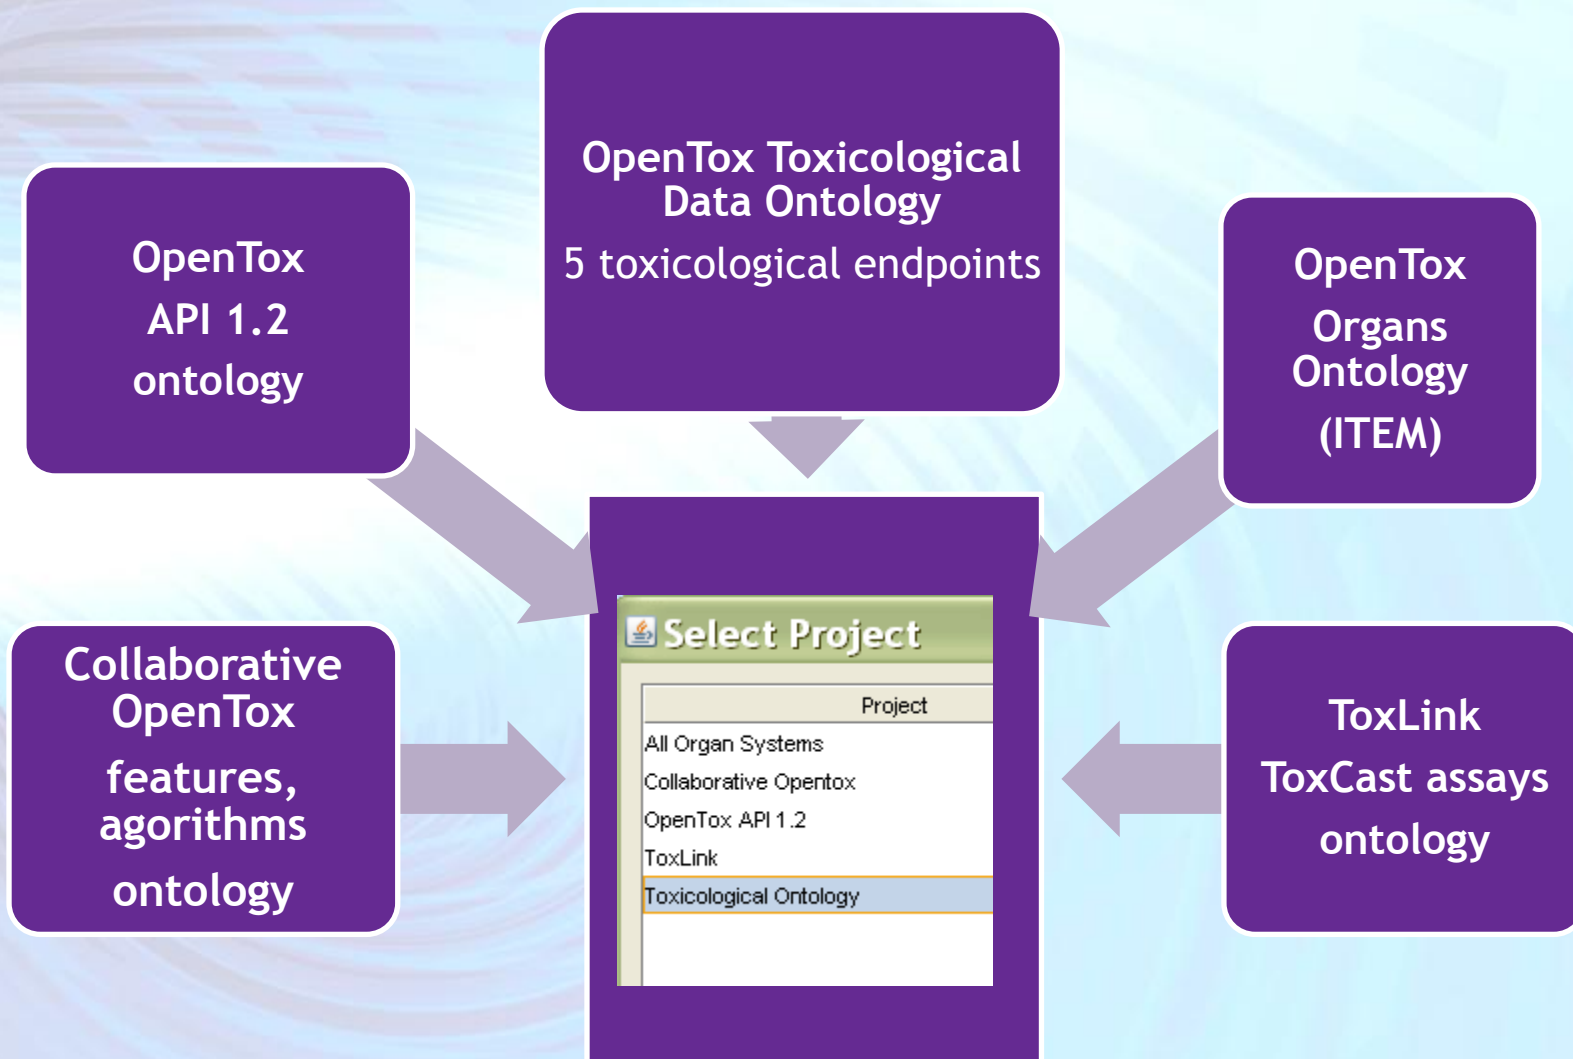 OpenTox Toxicological
Data Ontology
5 toxicological endpoints
OpenTox
API 1.2
ontology
OpenTox
Organs
Ontology
(ITEM)
Collaborative
OpenTox
features,
agorithms
ontology
Select Project
Project
All Organ Systems
Collaborative Opentox
OpenTox API 1.2
ToxLink
Toxicological Ontology
ToxLink
ToxCast assays
ontology